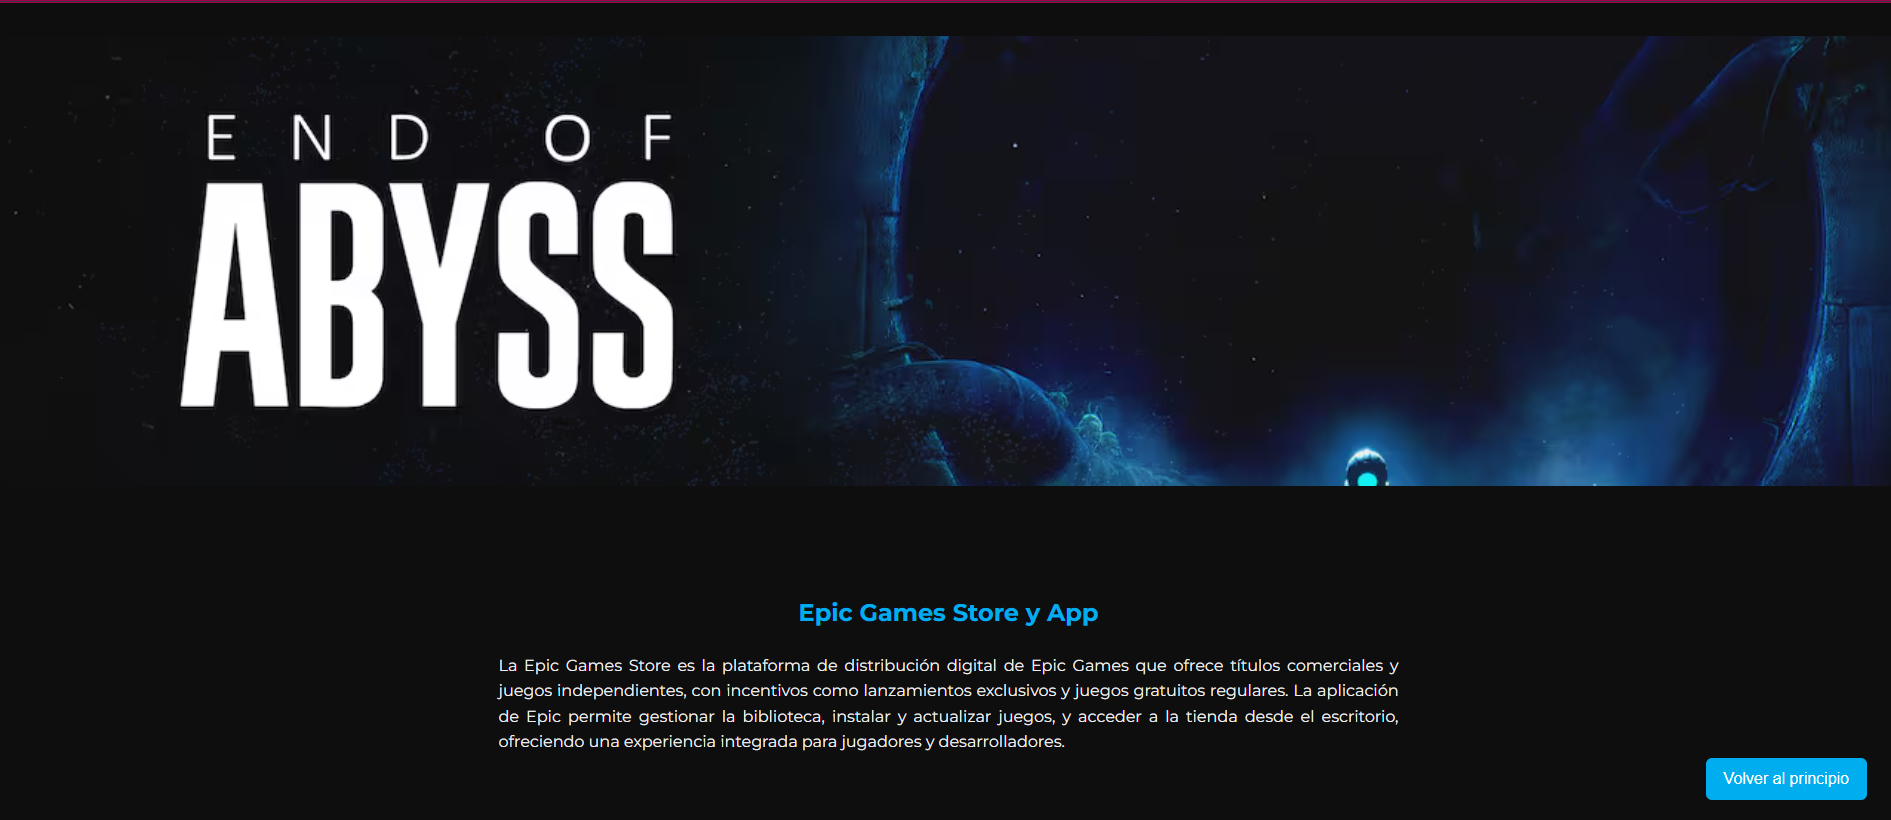 END OF
ABYSS
Epic Games Store y App
La Epic Games Store es la plataforma de distribución digital de Epic Games que ofrece títulos comerciales y
juegos independientes, con incentivos como lanzamientos exclusivos y juegos gratuitos regulares. La aplicación
de Epic permite gestionar la biblioteca, instalar y actualizar juegos, y acceder a la tienda desde el escritorio,
ofreciendo una experiencia integrada para jugadores y desarrolladores.
Volver al principio